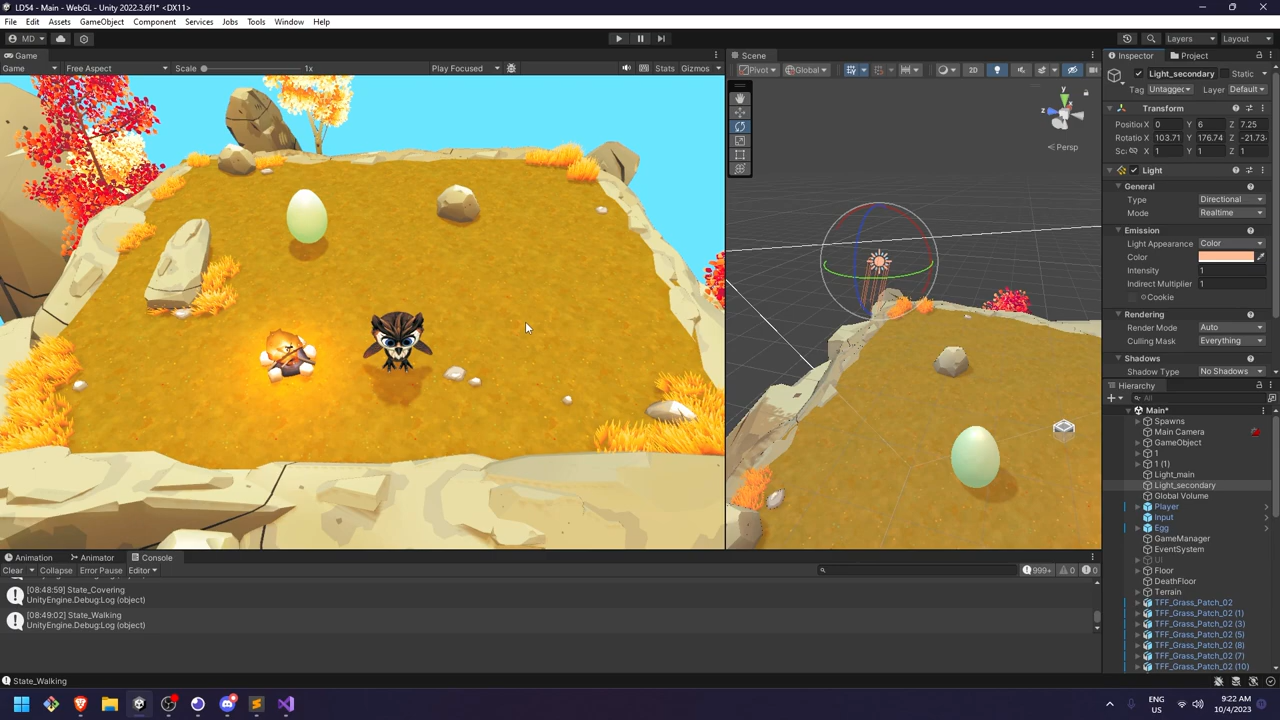 LD54 - Main - WebGL - Unity 2022.3.6f1* <DX11>
File Edit Assets GameObject Component Services Jobs Tools Window Help
MD Layers Layout
Game Scene Inspector Project
Game Free Aspect Scale 1x Play Focused Stats Gizmos Pivot Global 2D
Light_secondary Static
Tag Untagge Layer Default
Transform
Position X 0 Y 6 Z 7.25
Rotation X 103.71 Y 176.74 Z -21.73
Sc X 1 Y 1 Z 1
y
z
x
Persp
Light
General
Type Directional
Mode Realtime
Emission
Light Appearance Color
Color
Intensity 1
Indirect Multiplier 1
Cookie
Rendering
Render Mode Auto
Culling Mask Everything
Shadows
Shadow Type No Shadows
Hierarchy
All
Main*
Spawns
Main Camera
GameObject
1
1 (1)
Light_main
Light_secondary
Global Volume
Player
Input
Egg
GameManager
EventSystem
UI
Floor
DeathFloor
Terrain
TFF_Grass_Patch_02
TFF_Grass_Patch_02 (1)
TFF_Grass_Patch_02 (3)
TFF_Grass_Patch_02 (5)
TFF_Grass_Patch_02 (8)
TFF_Grass_Patch_02 (7)
TFF_Grass_Patch_02 (10)
Animation Animator Console
Clear Collapse Error Pause Editor 999+ 0 0
[08:48:59] State_Covering
UnityEngine.Debug:Log (object)
[08:49:02] State_Walking
UnityEngine.Debug:Log (object)
State_Walking
ENG
US
9:22 AM
10/4/2023